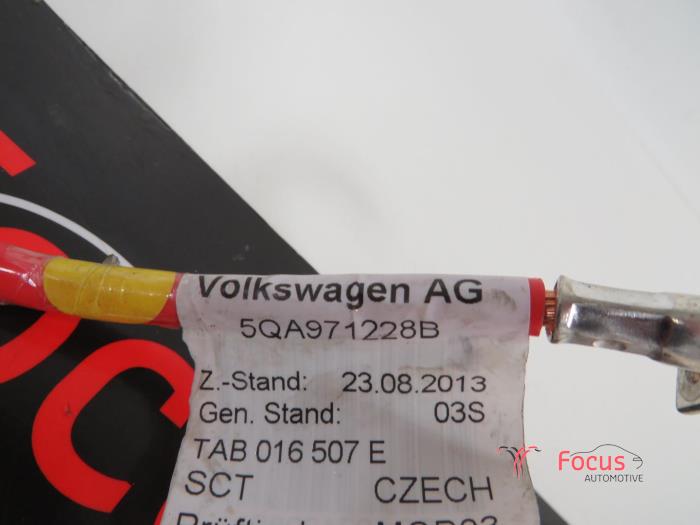 Volkswagen AG
5QA971228B
Z.-Stand: 23.08.2013
Gen. Stand: 03S
TAB 016 507 E
SCT CZECH
Focus
AUTOMOTIVE